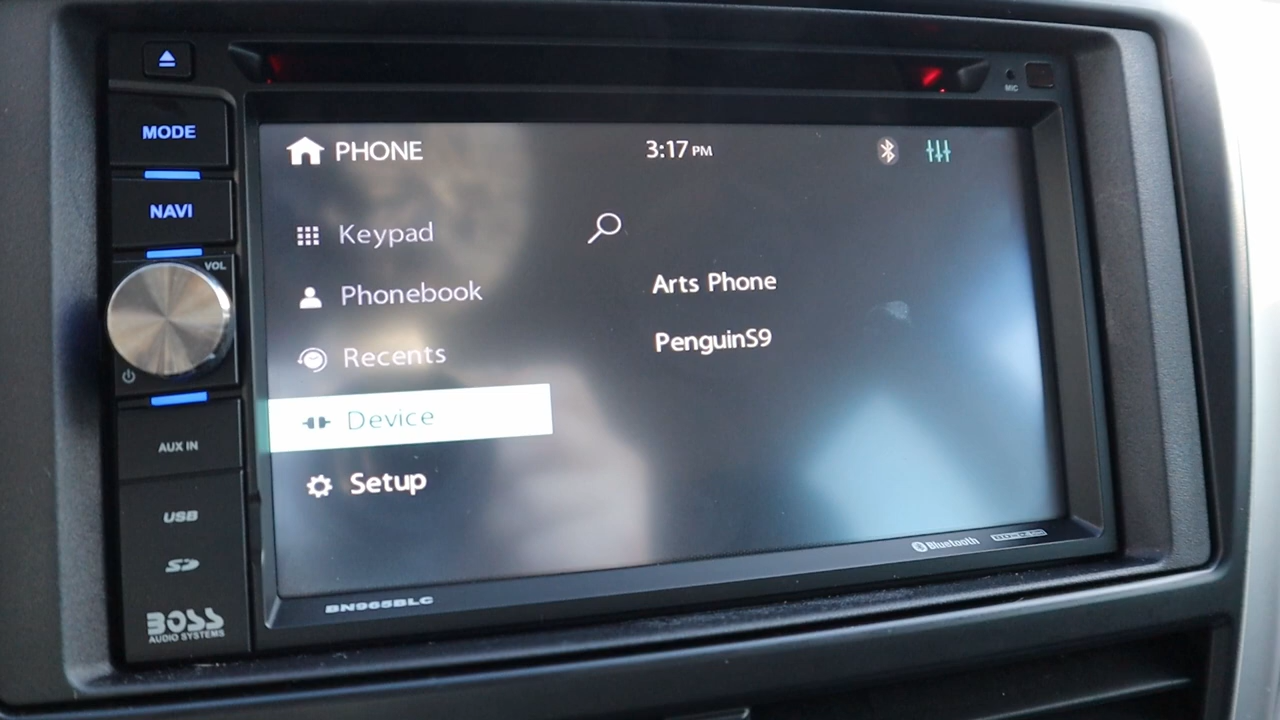 MIC
MODE
PHONE
3:17 PM
NAVI
Keypad
VOL
Phonebook
Arts Phone
Recents
PenguinS9
Device
AUX IN
Setup
USB
SD
Bluetooth
BN965BLC
BOSS
AUDIO SYSTEMS